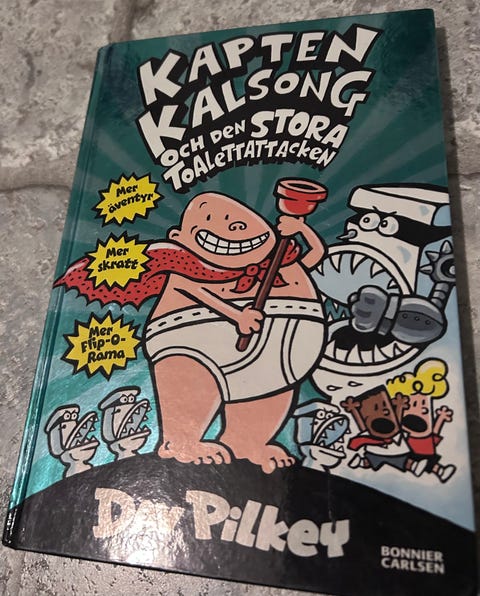 KAPTEN
KALSONG
OCH DEN STORA
TOALETTATTACKEN
Mer
äventyr
Mer
skratt
Mer
Flip-O-
Rama
Dav Pilkey
BONNIER
CARLSEN